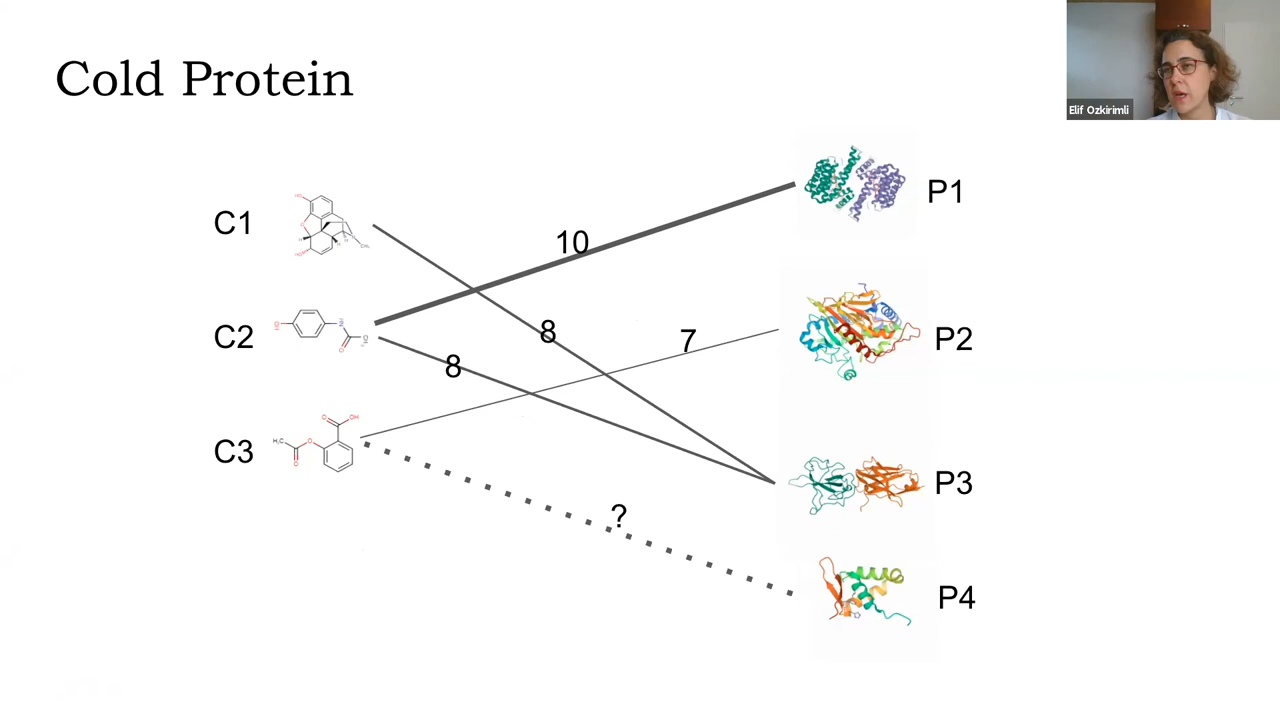 Cold Protein
Elif Ozkirimli
C1
C2
C3
10
8
8
7
?
P1
P2
P3
P4